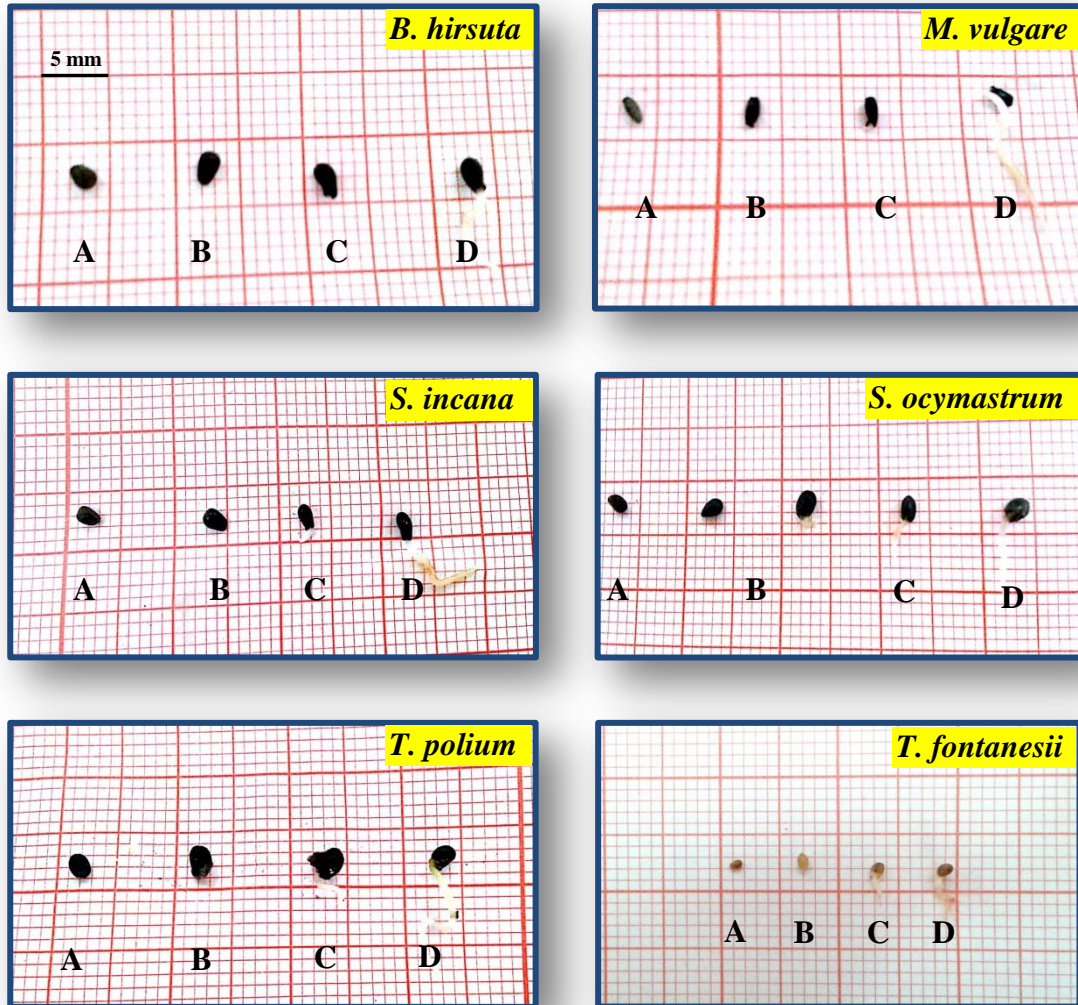 B. hirsuta
5 mm
A B C D
M. vulgare
A B C D
S. incana
A B C D
S. ocymastrum
A B C D
T. polium
A B C D
T. fontanesii
A B C D